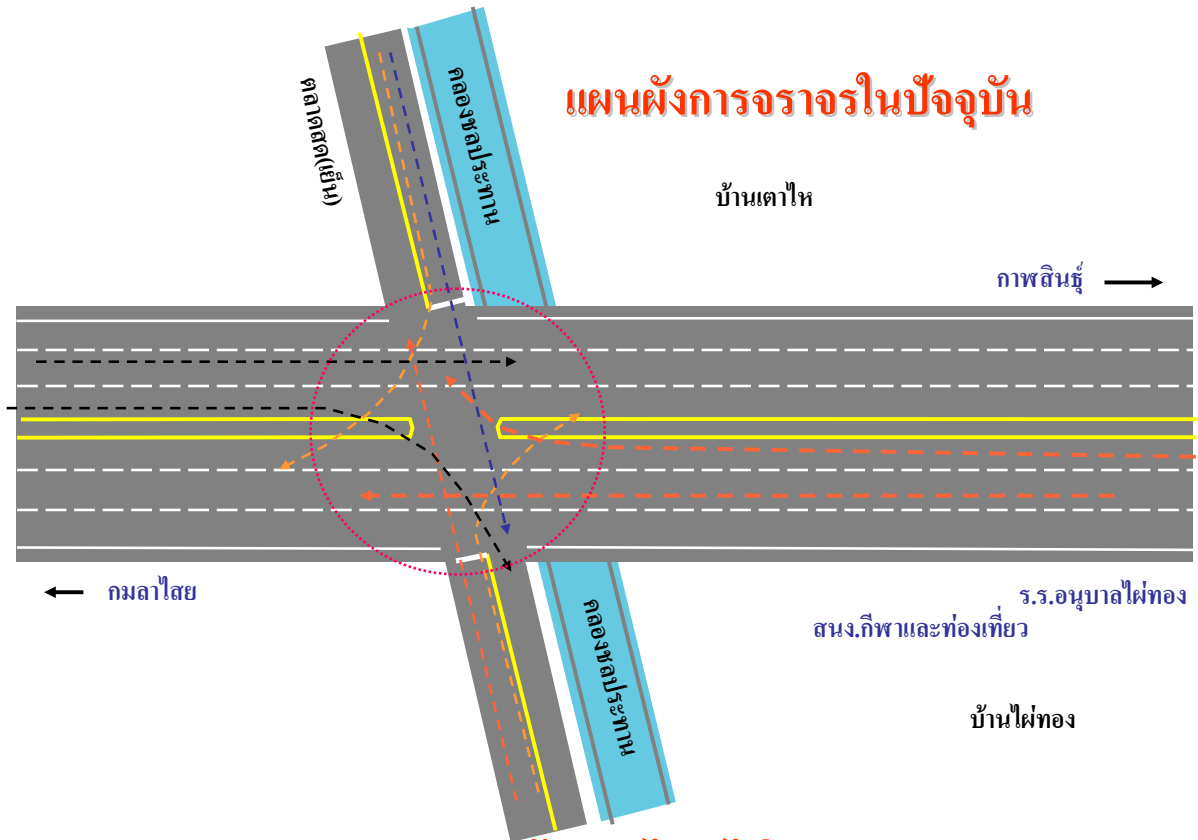 แผนผังการจราจรในปัจจุบัน
ตลาดสด(เย็น)
คลองชลประทาน
บ้านเตาไห
กาฬสินธุ์
กมลาไสย
ร.ร.อนุบาลไผ่ทอง
สนง.กีฬาและท่องเที่ยว
คลองชลประทาน
บ้านไผ่ทอง